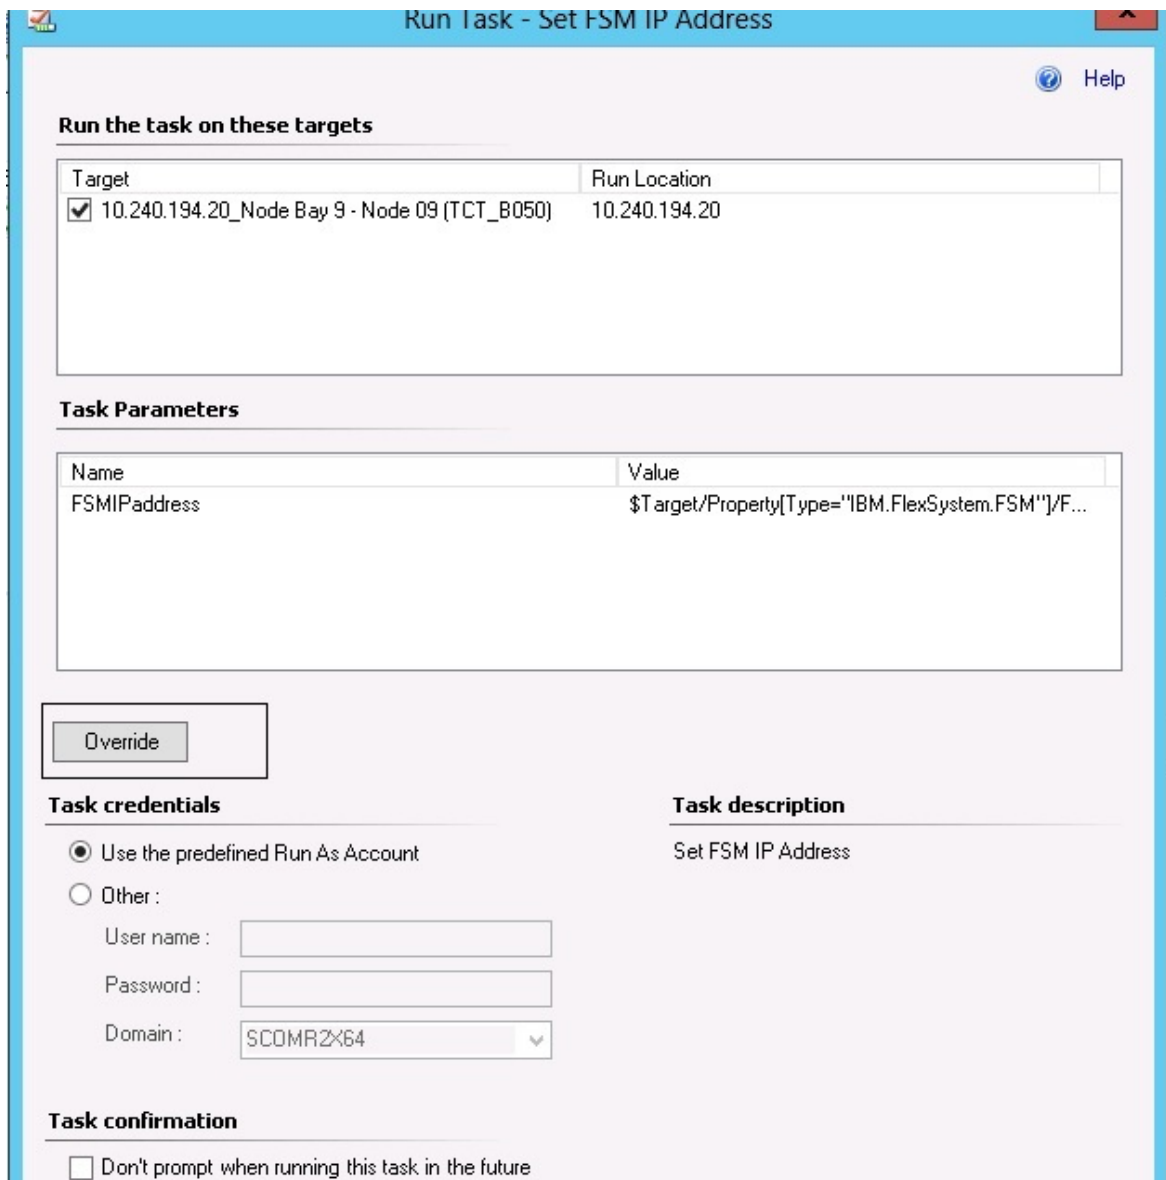 Run Task - Set FSM IP Address
Help
Run the task on these targets
Target Run Location
10.240.194.20_Node Bay 9 - Node 09 (TCT_B050) 10.240.194.20
Task Parameters
Name Value
FSMIPaddress $Target/Property[Type="IBM.FlexSystem.FSM"]/F...
Override
Task credentials Task description
Use the predefined Run As Account Set FSM IP Address
Other :
User name :
Password :
Domain : SCOMR2X64
Task confirmation
Don't prompt when running this task in the future